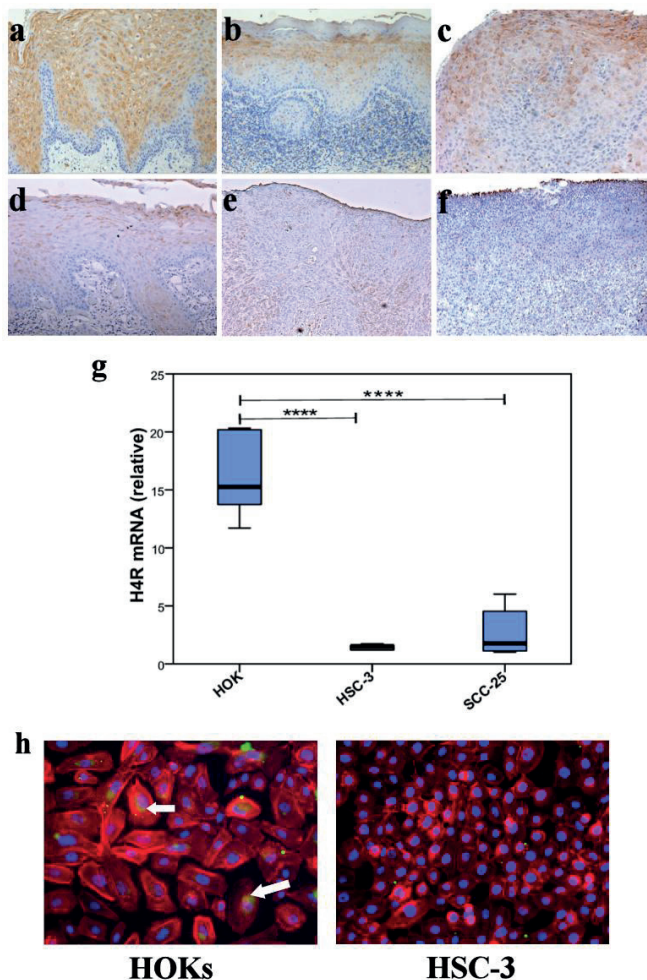 a
b
c
d
e
f
g
H4R mRNA (relative)
25
20
15
10
5
0
****
****
HOK
HSC-3
SCC-25
h
HOKs
HSC-3